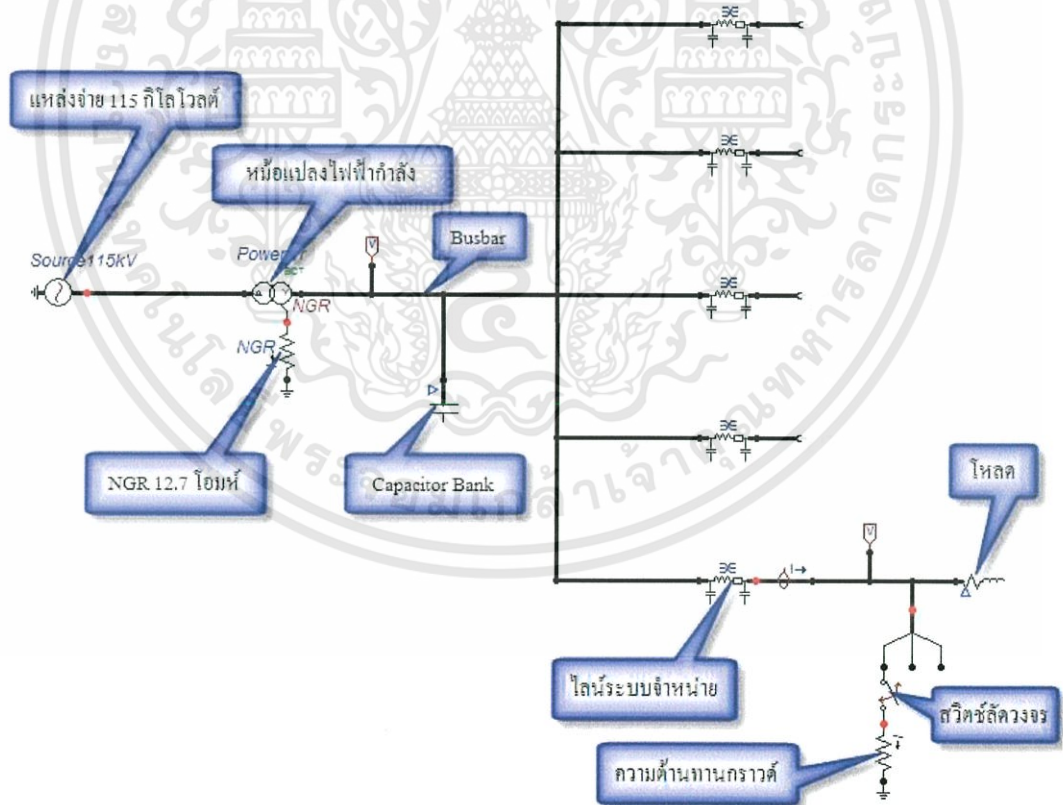 แหล่งจ่าย 115 กิโลโวลต์
หม้อแปลงไฟฟ้ากำลัง
Busbar
Source115kV
V
NGR
NGR
NGR 12.7 โอมห์
Capacitor Bank
โหลด
V
I
ไลน์ระบบจำหน่าย
สวิตช์ลัดวงจร
ความต้านทานกราวด์